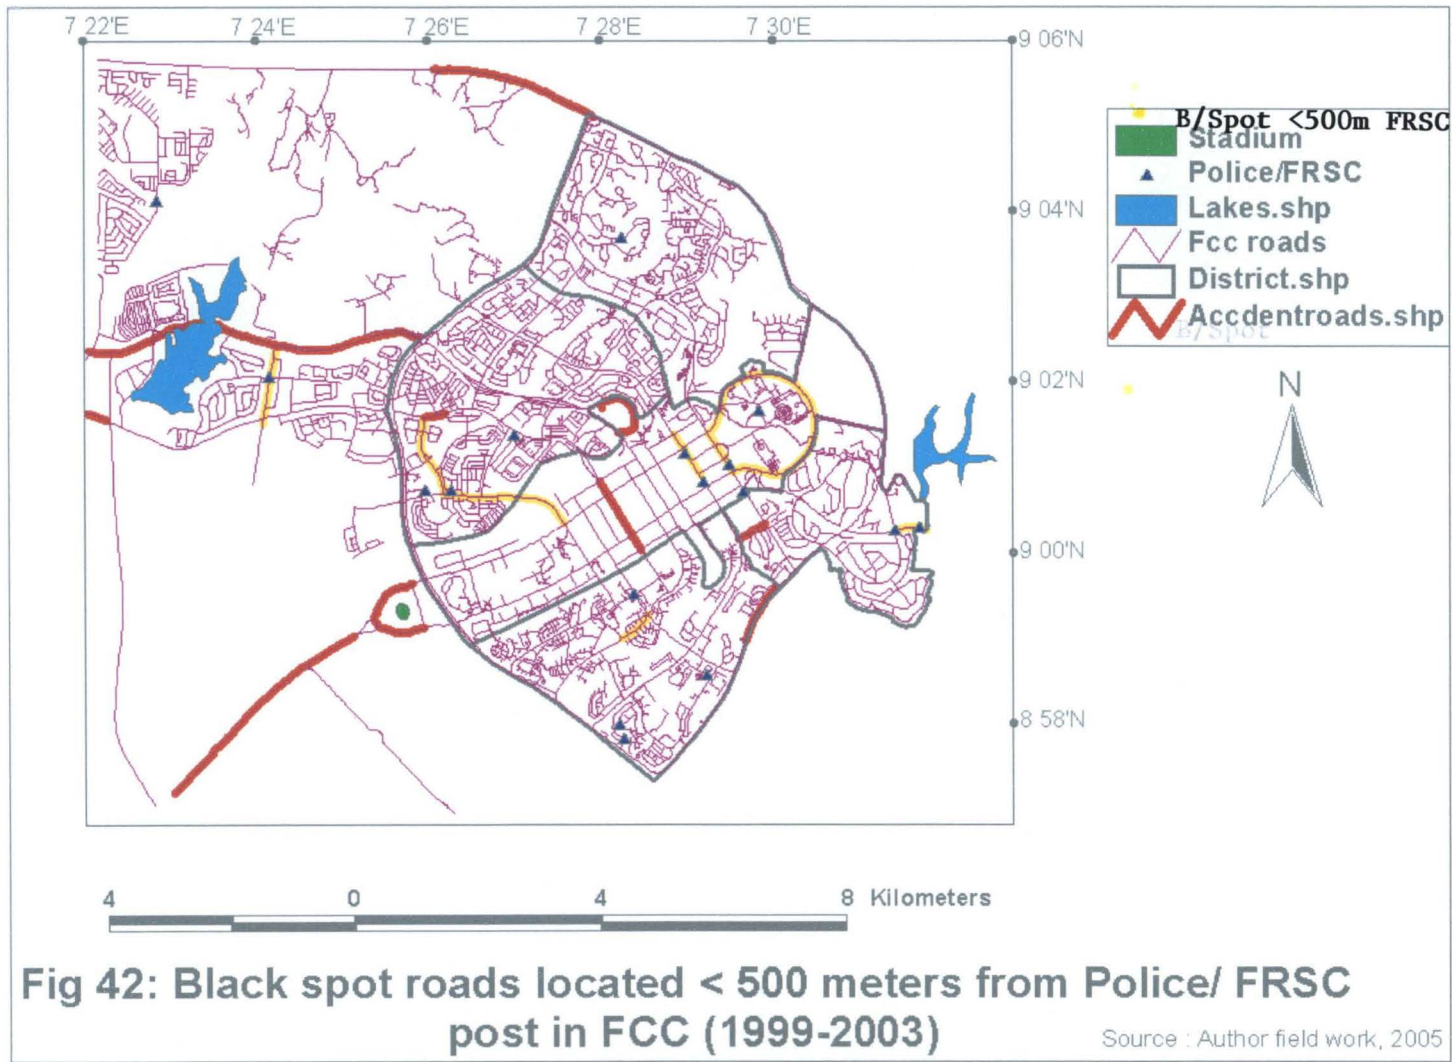 7 22'E 7 24'E 7 26'E 7 28'E 7 30'E
9 06'N
9 04'N
9 02'N
9 00'N
8 58'N
B/Spot <500m FRSC
Stadium
Police/FRSC
Lakes.shp
Fcc roads
District.shp
Accdentroads.shp
B/Spot
N
4 0 4 8 Kilometers
Fig 42: Black spot roads located < 500 meters from Police/ FRSC
post in FCC (1999-2003)
Source : Author field work, 2005